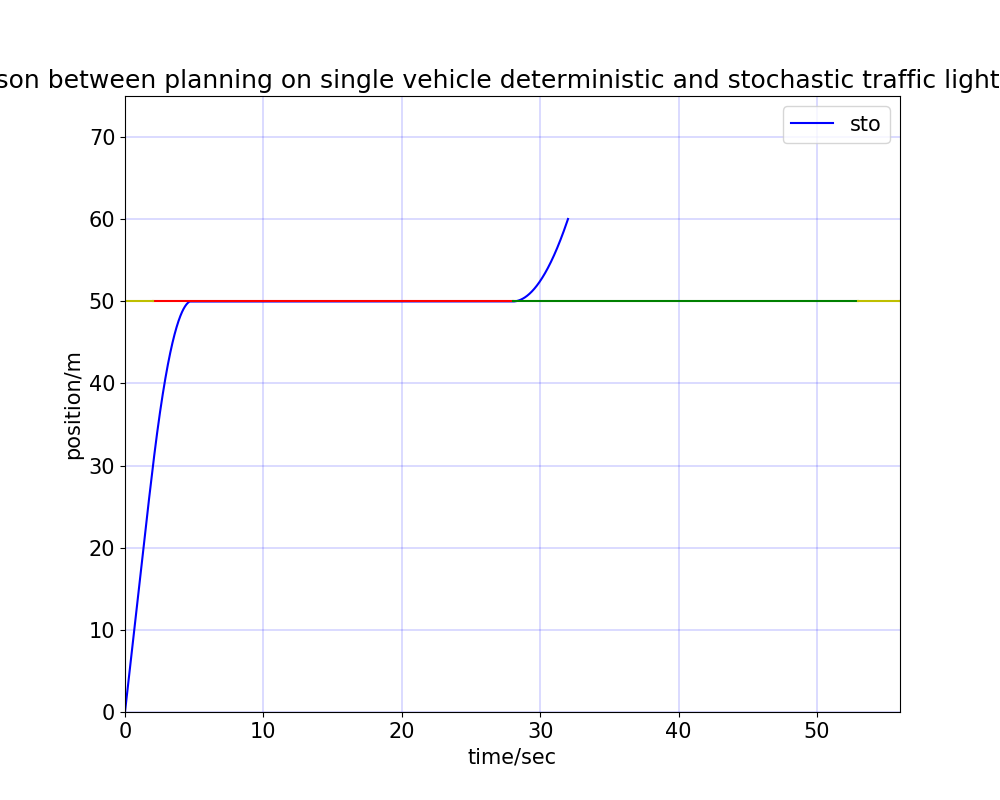 son between planning on single vehicle deterministic and stochastic traffic light
sto
70
60
50
40
30
20
10
0
position/m
0 10 20 30 40 50
time/sec